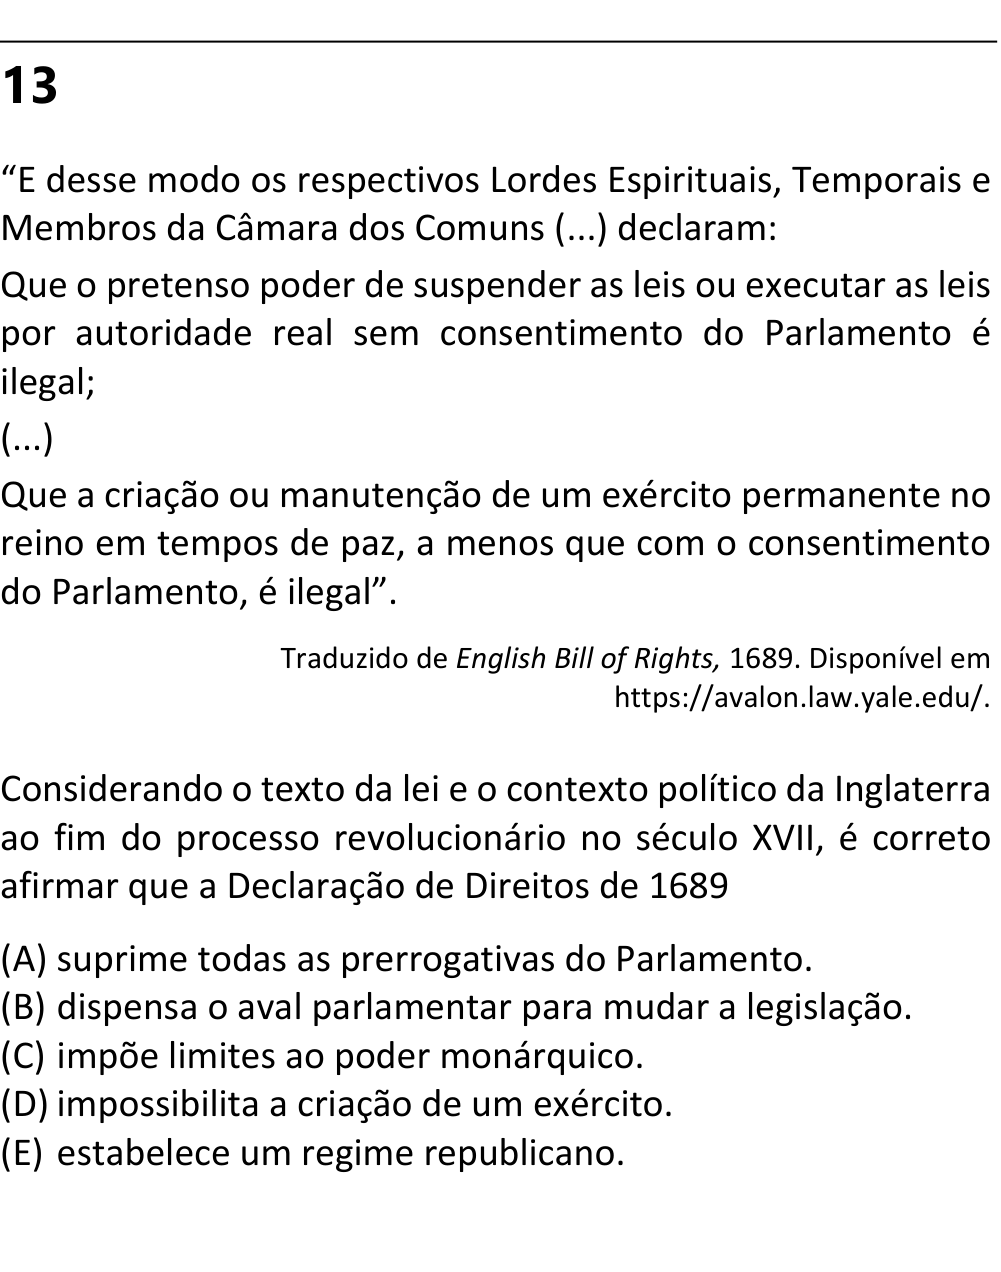 13
“E desse modo os respectivos Lordes Espirituais, Temporais e
Membros da Câmara dos Comuns (...) declaram:
Que o pretenso poder de suspender as leis ou executar as leis
por autoridade real sem consentimento do Parlamento é
ilegal;
(...)
Que a criação ou manutenção de um exército permanente no
reino em tempos de paz, a menos que com o consentimento
do Parlamento, é ilegal”.
Traduzido de English Bill of Rights, 1689. Disponível em
https://avalon.law.yale.edu/.
Considerando o texto da lei e o contexto político da Inglaterra
ao fim do processo revolucionário no século XVII, é correto
afirmar que a Declaração de Direitos de 1689
(A) suprime todas as prerrogativas do Parlamento.
(B) dispensa o aval parlamentar para mudar a legislação.
(C) impõe limites ao poder monárquico.
(D) impossibilita a criação de um exército.
(E) estabelece um regime republicano.